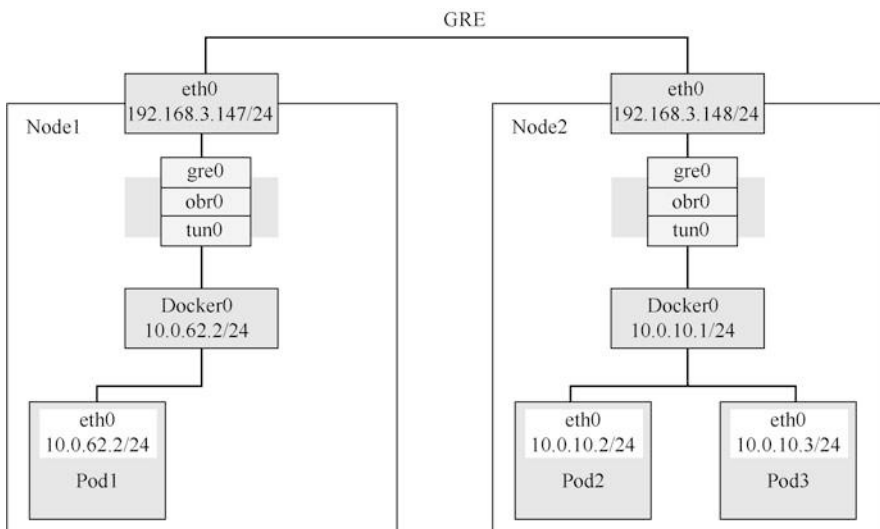 GRE
eth0
192.168.3.147/24
Node1
gre0
obr0
tun0
Docker0
10.0.62.2/24
eth0
10.0.62.2/24
Pod1
eth0
192.168.3.148/24
Node2
gre0
obr0
tun0
Docker0
10.0.10.1/24
eth0
10.0.10.2/24
Pod2
eth0
10.0.10.3/24
Pod3